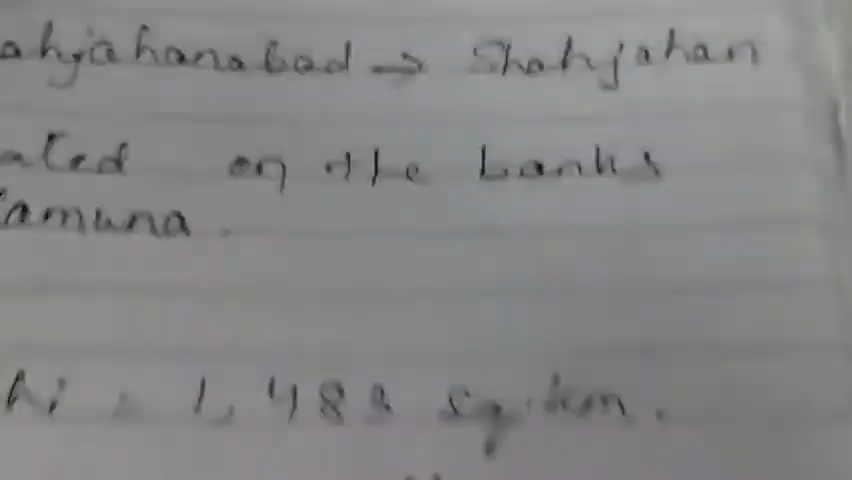 ahjahanabad → Shahjahan
ated on the banks
amuna.
hi = 1,483 sq.km.